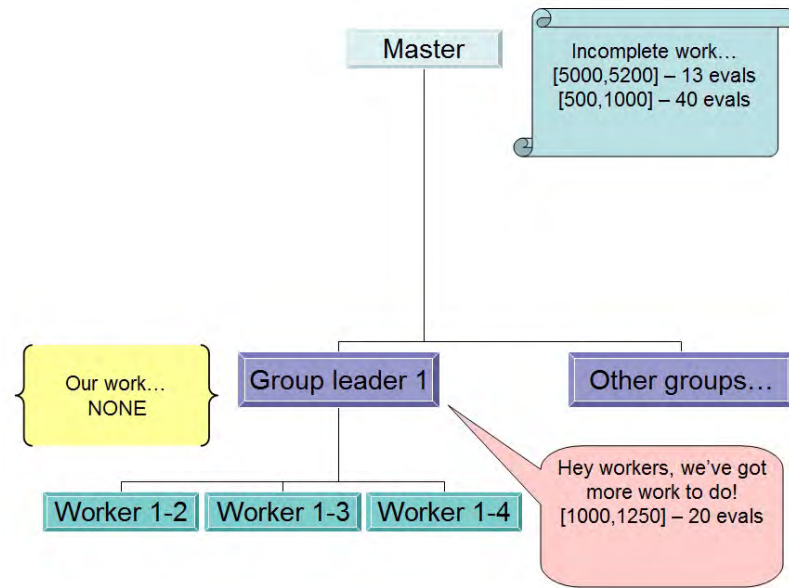 Master
Incomplete work…
[5000,5200] – 13 evals
[500,1000] – 40 evals
Our work…
NONE
Group leader 1
Other groups…
Hey workers, we’ve got
more work to do!
[1000,1250] – 20 evals
Worker 1-2
Worker 1-3
Worker 1-4